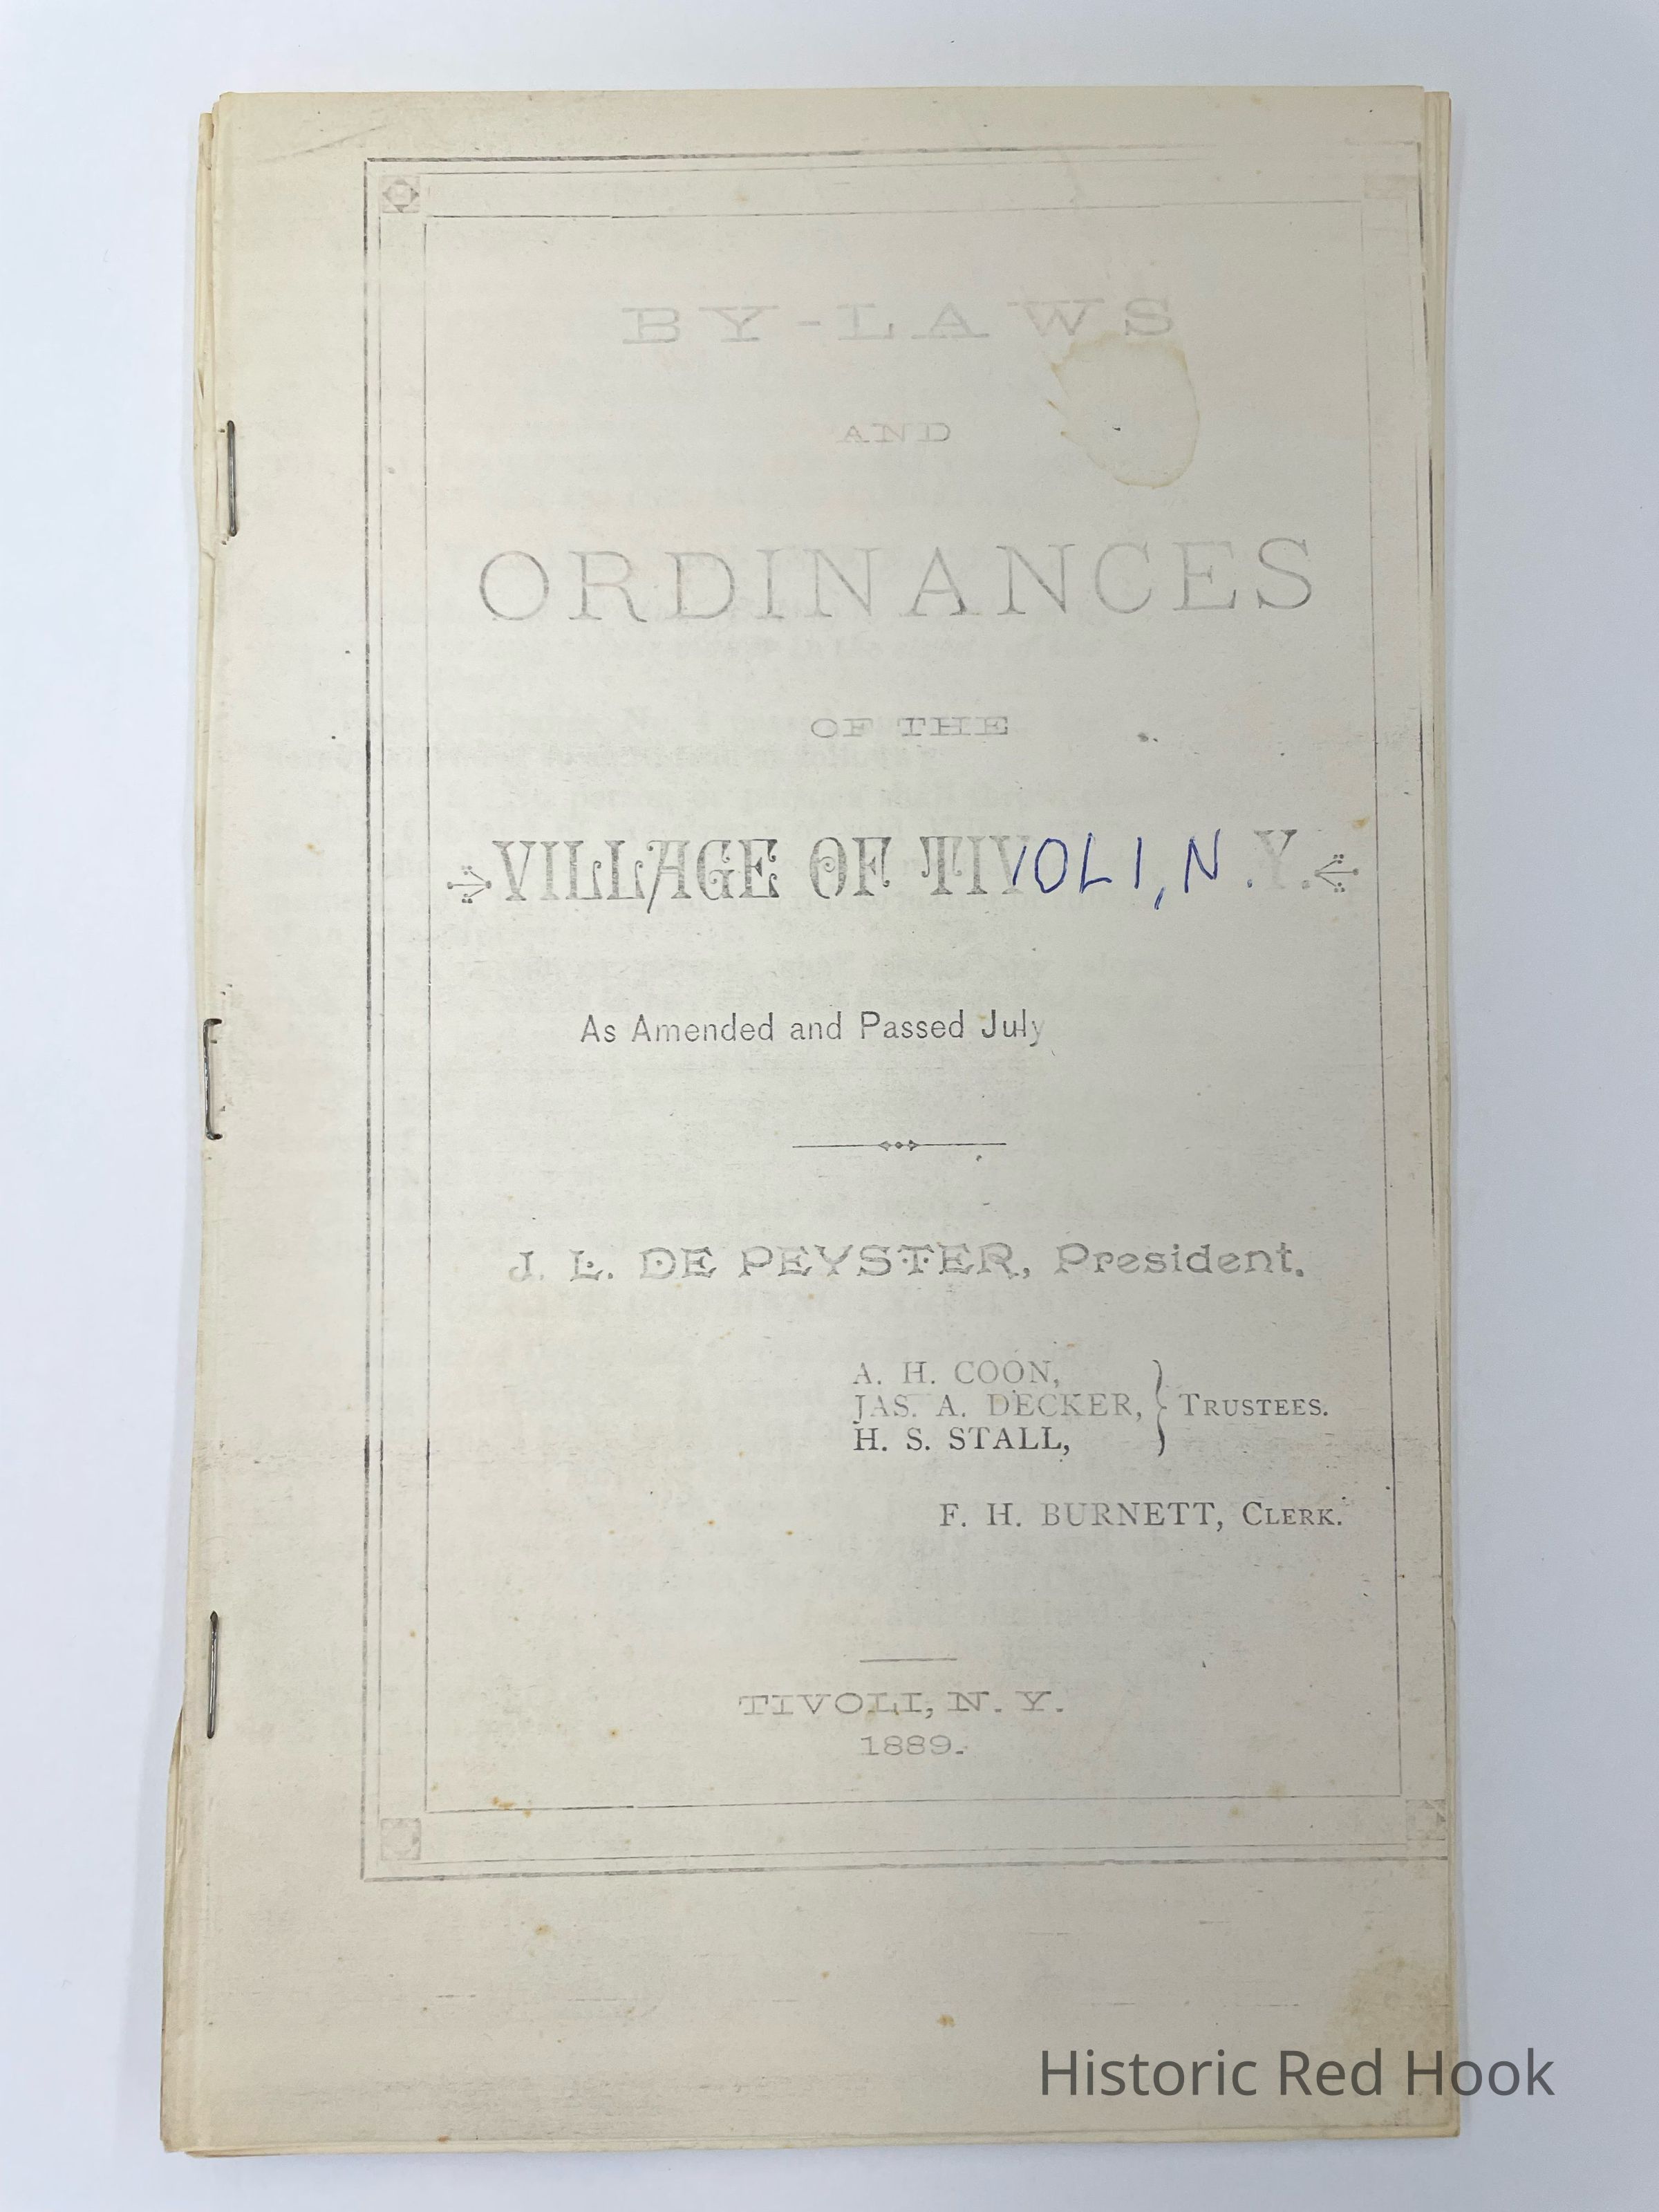 BY-LAWS
AND
ORDINANCES
OF THE
VILLAGE OF TIVOLI, N.Y.
As Amended and Passed July
J. L. DE PEYSTER, President.
A. H. COON,
JAS. A. DECKER, } TRUSTEES.
H. S. STALL,
F. H. BURNETT, CLERK.
TIVOLI, N. Y.
1889.
Historic Red Hook